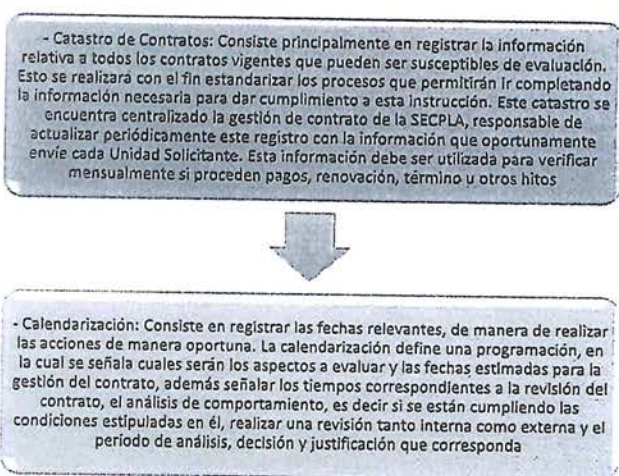 - Catastro de Contratos: Consiste principalmente en registrar la información
relativa a todos los contratos vigentes que pueden ser susceptibles de evaluación.
Esto se realizará con el fin estandarizar los procesos que permitirán ir completando
la información necesaria para dar cumplimiento a esta instrucción. Este catastro se
encuentra centralizado la gestión de contrato de la SECPLA, responsable de
actualizar periódicamente este registro con la información que oportunamente
envíe cada Unidad Solicitante. Esta información debe ser utilizada para verificar
mensualmente si proceden pagos, renovación, término u otros hitos
- Calendarización: Consiste en registrar las fechas relevantes, de manera de realizar
las acciones de manera oportuna. La calendarización define una programación, en
la cual se señala cuales serán los aspectos a evaluar y las fechas estimadas para la
gestión del contrato, además señalar los tiempos correspondientes a la revisión del
contrato, el análisis de comportamiento, es decir si se están cumpliendo las
condiciones estipuladas en él, realizar una revisión tanto interna como externa y el
período de análisis, decisión y justificación que corresponda